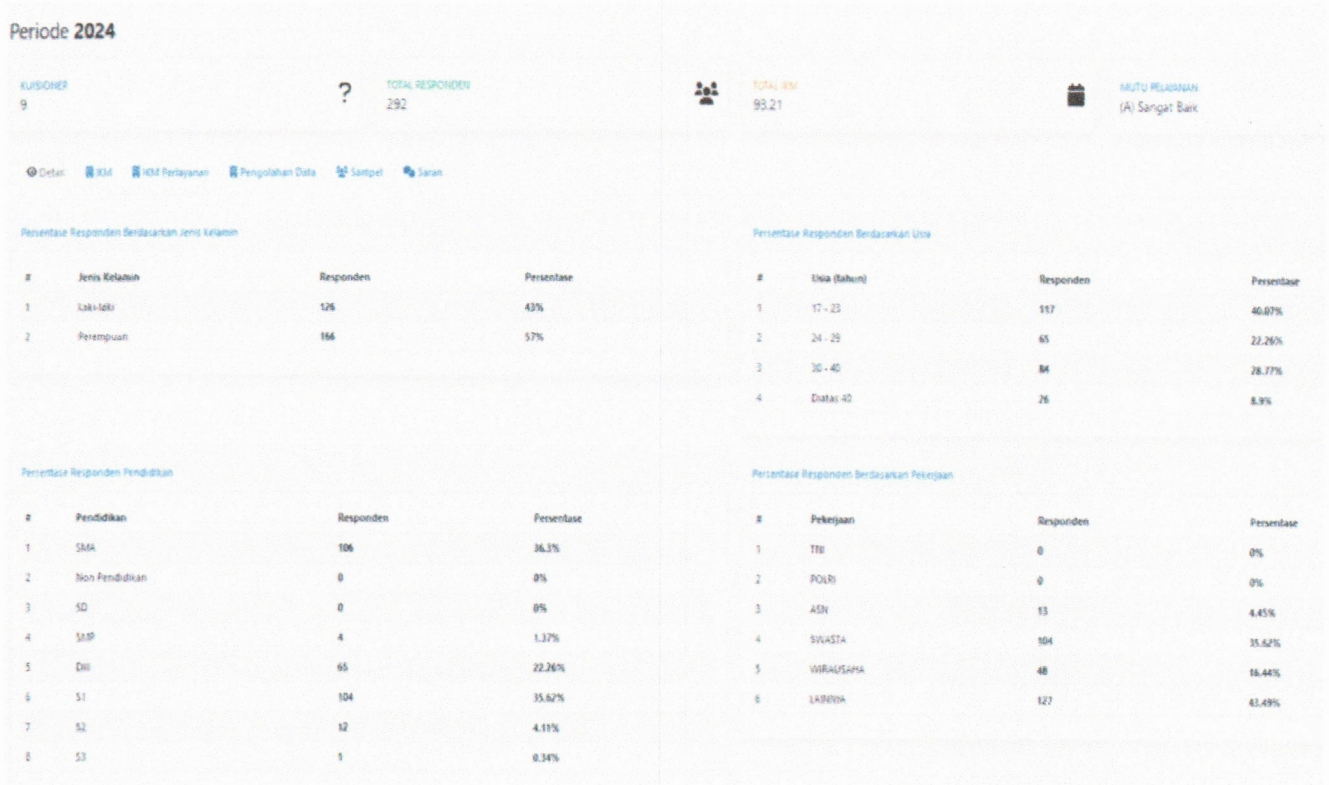 Periode 2024
KUISIONER
9
?
TOTAL RESPONDEN
292
TOTAL IKM
93.21
MUTU PELAYANAN
(A) Sangat Baik
Detail IKM IKM Perlayanan Pengolahan Data Sampel Saran
Persentase Responden Berdasarkan Jenis Kelamin
# Jenis Kelamin Responden Persentase
1 Laki-laki 126 43%
2 Perempuan 166 57%
Persentase Responden Berdasarkan Usia
# Usia (tahun) Responden Persentase
1 17 - 23 117 40.07%
2 24 - 29 65 22.26%
3 30 - 40 84 28.77%
4 Diatas 40 26 8.9%
Persentase Responden Pendidikan
# Pendidikan Responden Persentase
1 SMA 106 36.3%
2 Non Pendidikan 0 0%
3 SD 0 0%
4 SMP 4 1.37%
5 DIII 65 22.26%
6 S1 104 35.62%
7 S2 12 4.11%
8 S3 1 0.34%
Persentase Responden Berdasarkan Pekerjaan
# Pekerjaan Responden Persentase
1 TNI 0 0%
2 POLRI 0 0%
3 ASN 13 4.45%
4 SWASTA 104 35.62%
5 WIRAUSAHA 48 16.44%
6 LAINNYA 127 43.49%